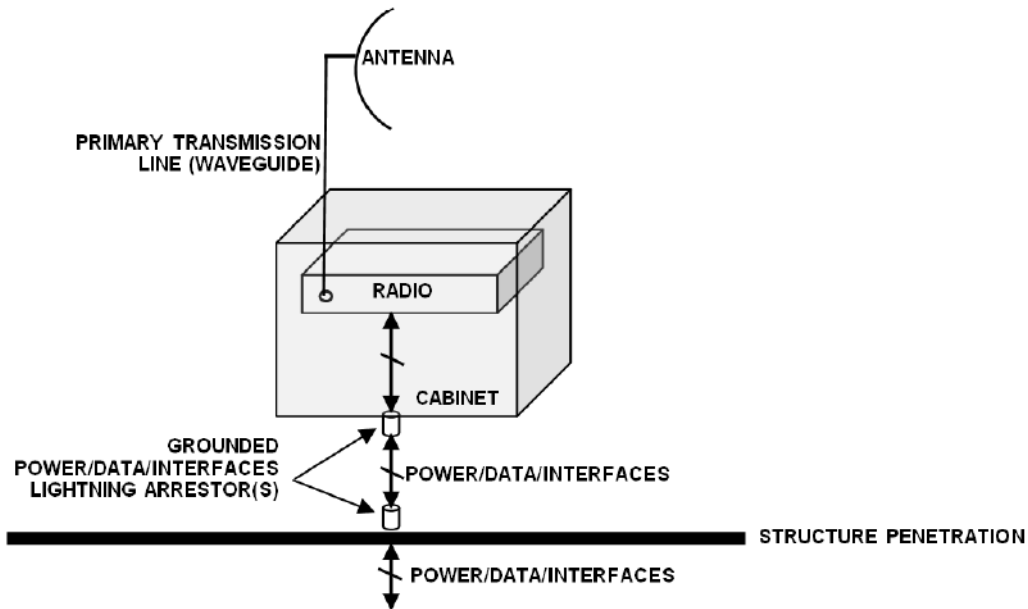 ANTENNA
PRIMARY TRANSMISSION
LINE (WAVEGUIDE)
RADIO
CABINET
GROUNDED
POWER/DATA/INTERFACES
LIGHTNING ARRESTOR(S)
POWER/DATA/INTERFACES
STRUCTURE PENETRATION
POWER/DATA/INTERFACES